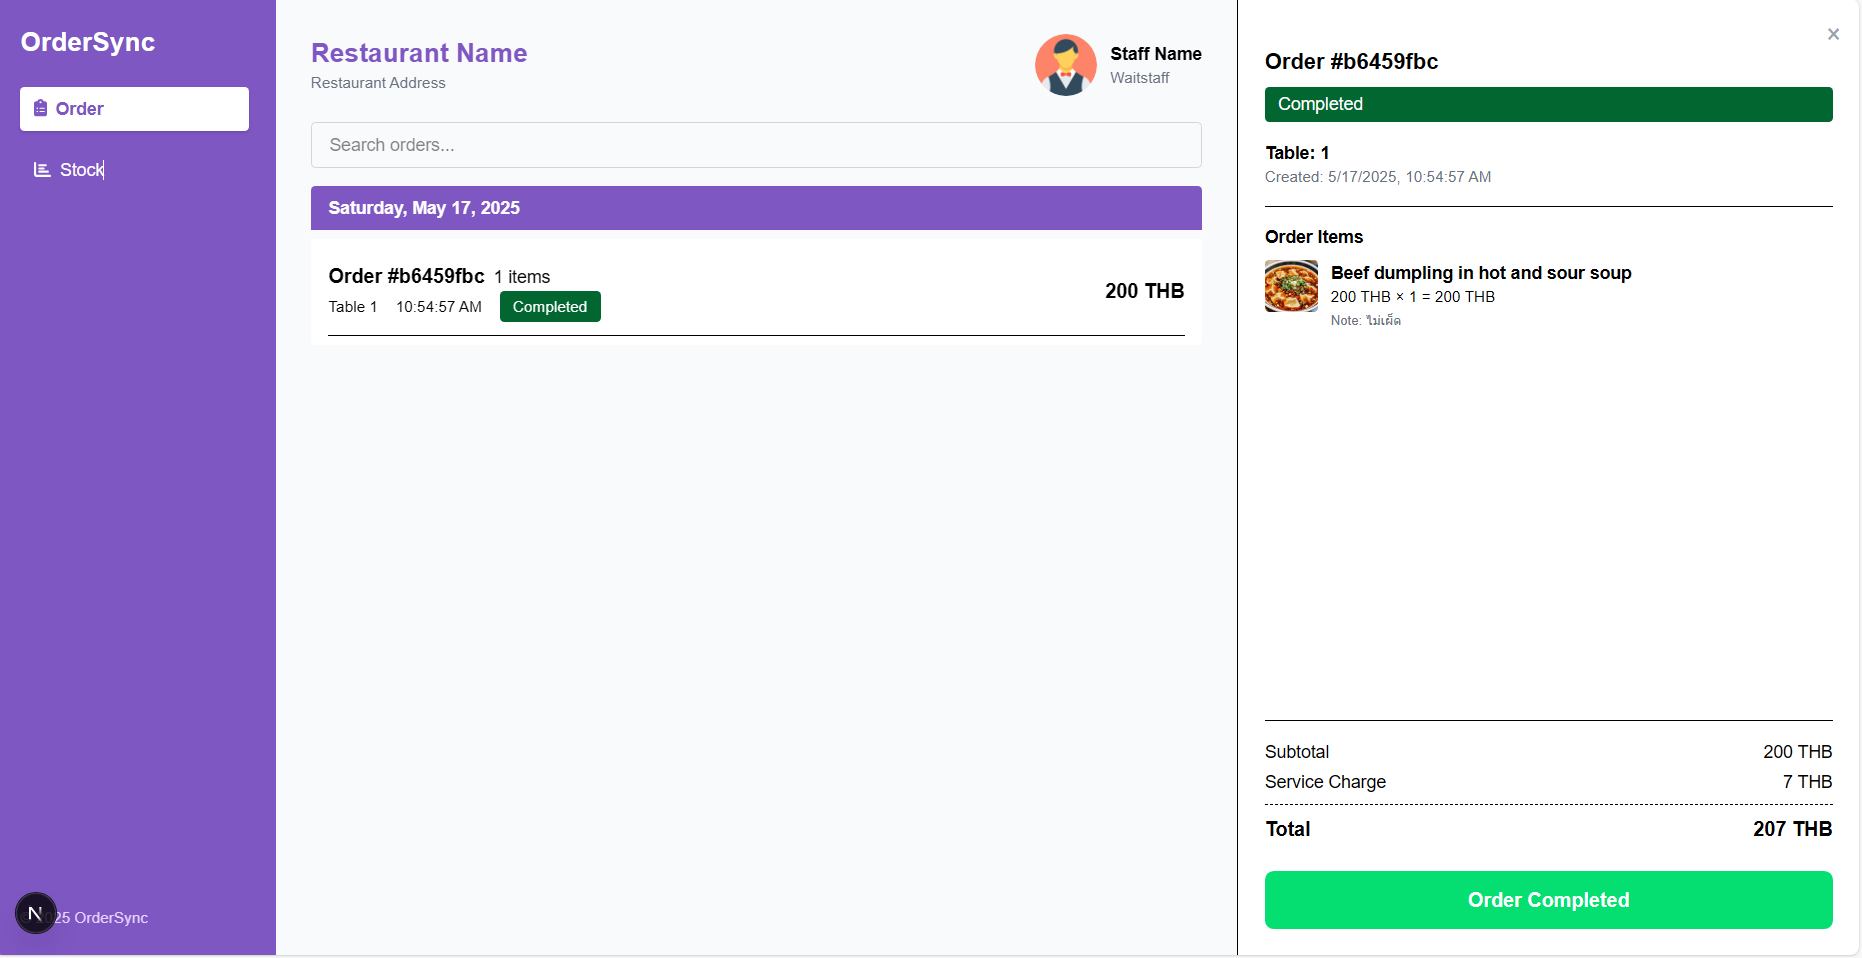 OrderSync
Order
Stock
© 2025 OrderSync
Restaurant Name
Restaurant Address
Staff Name
Waitstaff
Search orders...
Saturday, May 17, 2025
Order #b6459fbc 1 items
Table 1 10:54:57 AM Completed
200 THB
×
Order #b6459fbc
Completed
Table: 1
Created: 5/17/2025, 10:54:57 AM
Order Items
Beef dumpling in hot and sour soup
200 THB × 1 = 200 THB
Note: ไม่เผ็ด
Subtotal 200 THB
Service Charge 7 THB
Total 207 THB
Order Completed
N